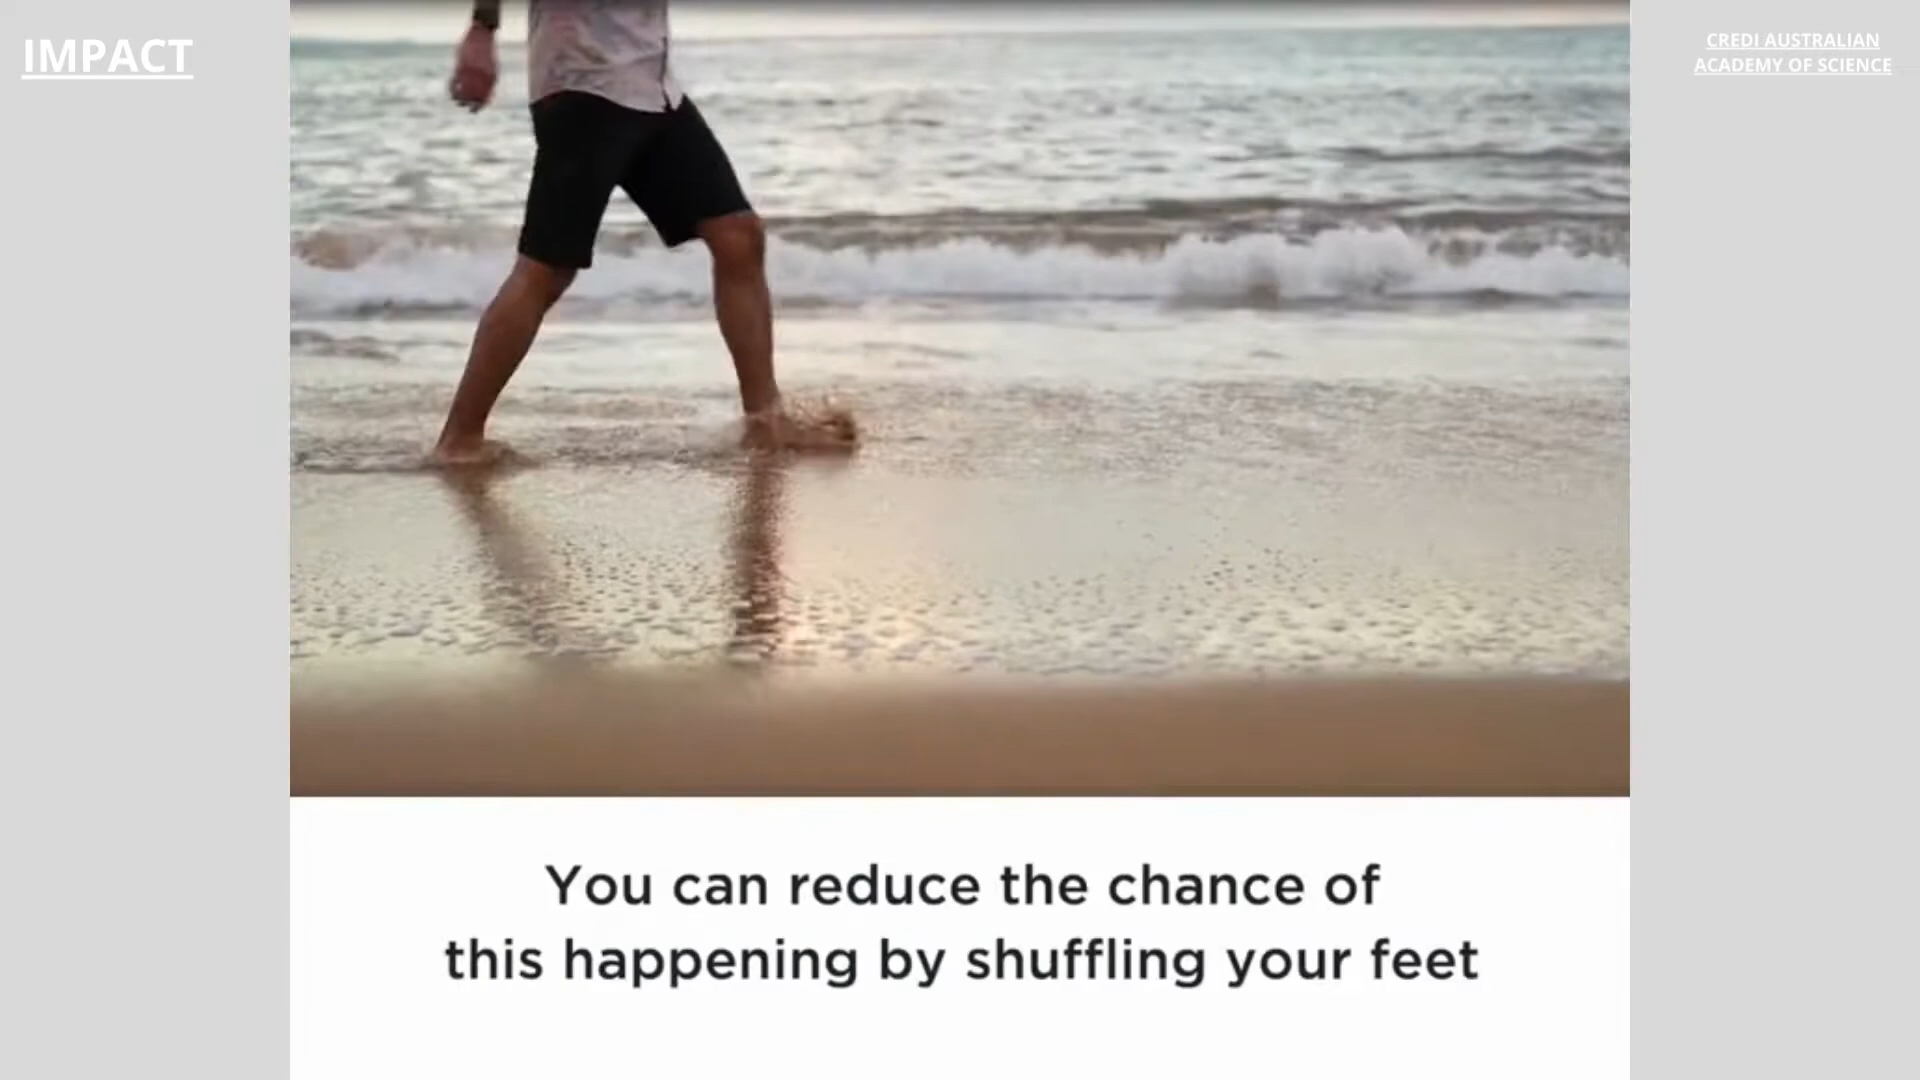 IMPACT
CREDI AUSTRALIAN
ACADEMY OF SCIENCE
You can reduce the chance of
this happening by shuffling your feet